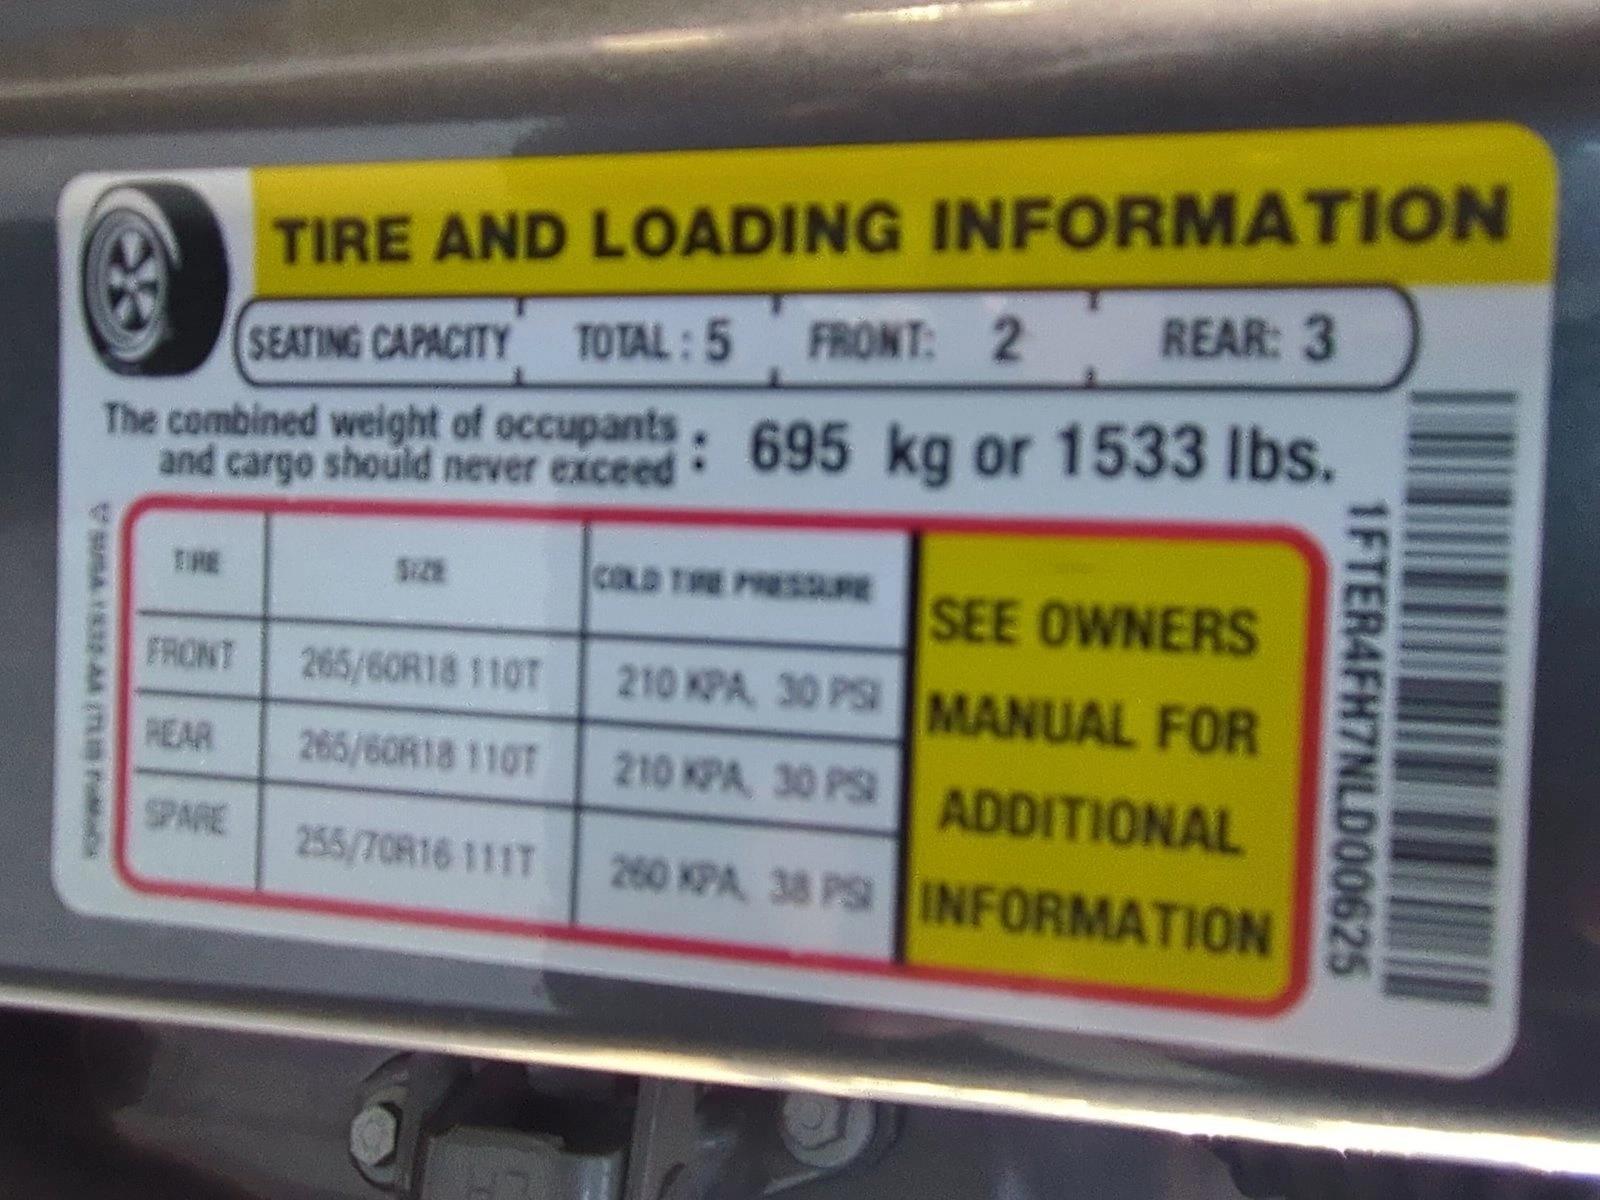 TIRE AND LOADING INFORMATION
SEATING CAPACITY TOTAL : 5 FRONT: 2 REAR: 3
The combined weight of occupants
and cargo should never exceed : 695 kg or 1533 lbs.
TIRE SIZE COLD TIRE PRESSURE
FRONT 265/60R18 110T 210 KPA, 30 PSI
REAR 265/60R18 110T 210 KPA, 30 PSI
SPARE 255/70R16 111T 260 KPA, 38 PSI
SEE OWNERS
MANUAL FOR
ADDITIONAL
INFORMATION
1FTER4FH7NLD00625